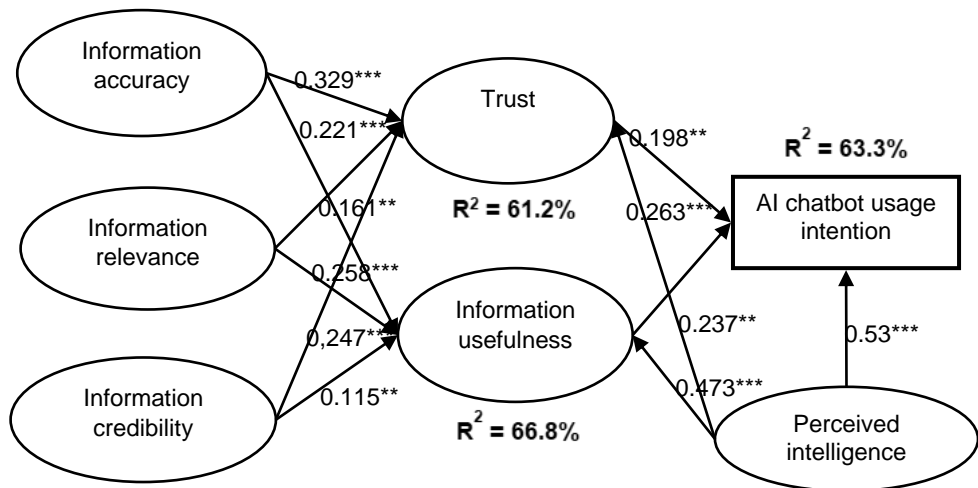 Information
accuracy
0.329***
0.221***
Trust
0.198**
R² = 63.3%
Information
relevance
0.161**
R² = 61.2%
0.263***
AI chatbot usage
intention
0.258***
Information
usefulness
0.237**
0.53***
0,247***
Information
credibility
0.115**
R² = 66.8%
0.473***
Perceived
intelligence